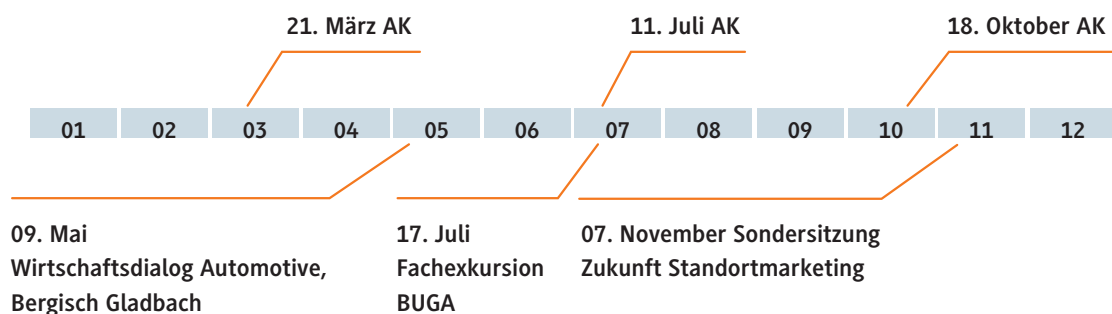 21. März AK
11. Juli AK
18. Oktober AK
01 02 03 04 05 06 07 08 09 10 11 12
09. Mai
Wirtschaftsdialog Automotive,
Bergisch Gladbach
17. Juli
Fachexkursion
BUGA
07. November Sondersitzung
Zukunft Standortmarketing